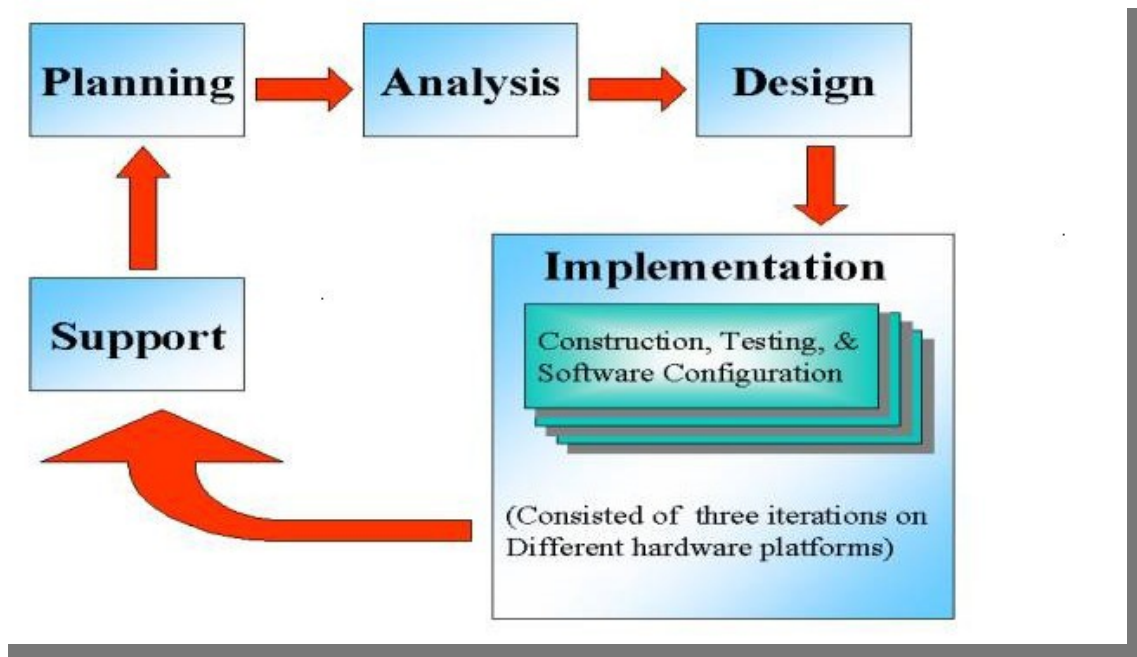 Planning
Analysis
Design
Implementation
Construction, Testing, &
Software Configuration
(Consisted of three iterations on
Different hardware platforms)
Support